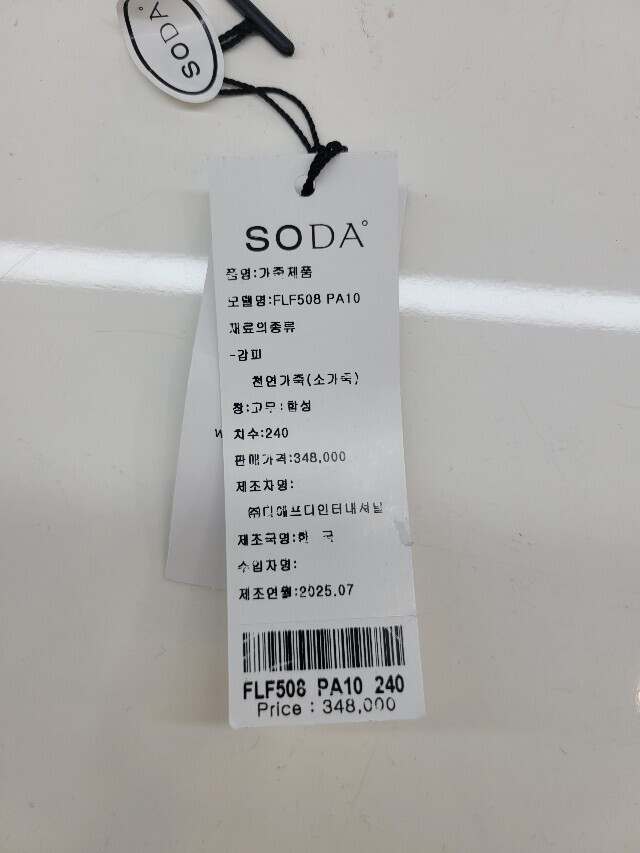 SODA
SODA
품명:가죽제품
모델명:FLF508 PA10
재료의종류
-감피
천연가죽(소가죽)
창:고무:합성
치수:240
판매가격:348,000
제조자명:
㈜디에프디인터내셔널
제조국명:한 국
수입자명:
제조연월:2025.07
FLF508 PA10 240
Price : 348,000